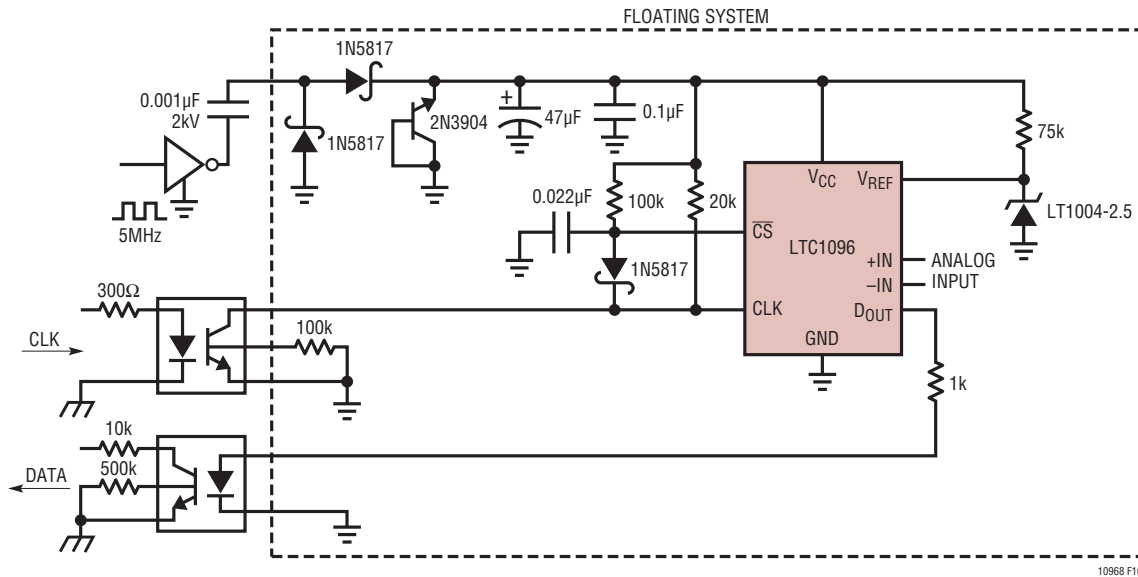 FLOATING SYSTEM
1N5817
0.001µF
2kV
1N5817
2N3904
+
47µF
0.1µF
75k
5MHz
0.022µF
100k
20k
VCC
VREF
LT1004-2.5
CS
LTC1096
+IN
ANALOG
–IN
INPUT
1N5817
300Ω
CLK
DOUT
CLK
100k
GND
1k
10k
500k
DATA
10968 F10